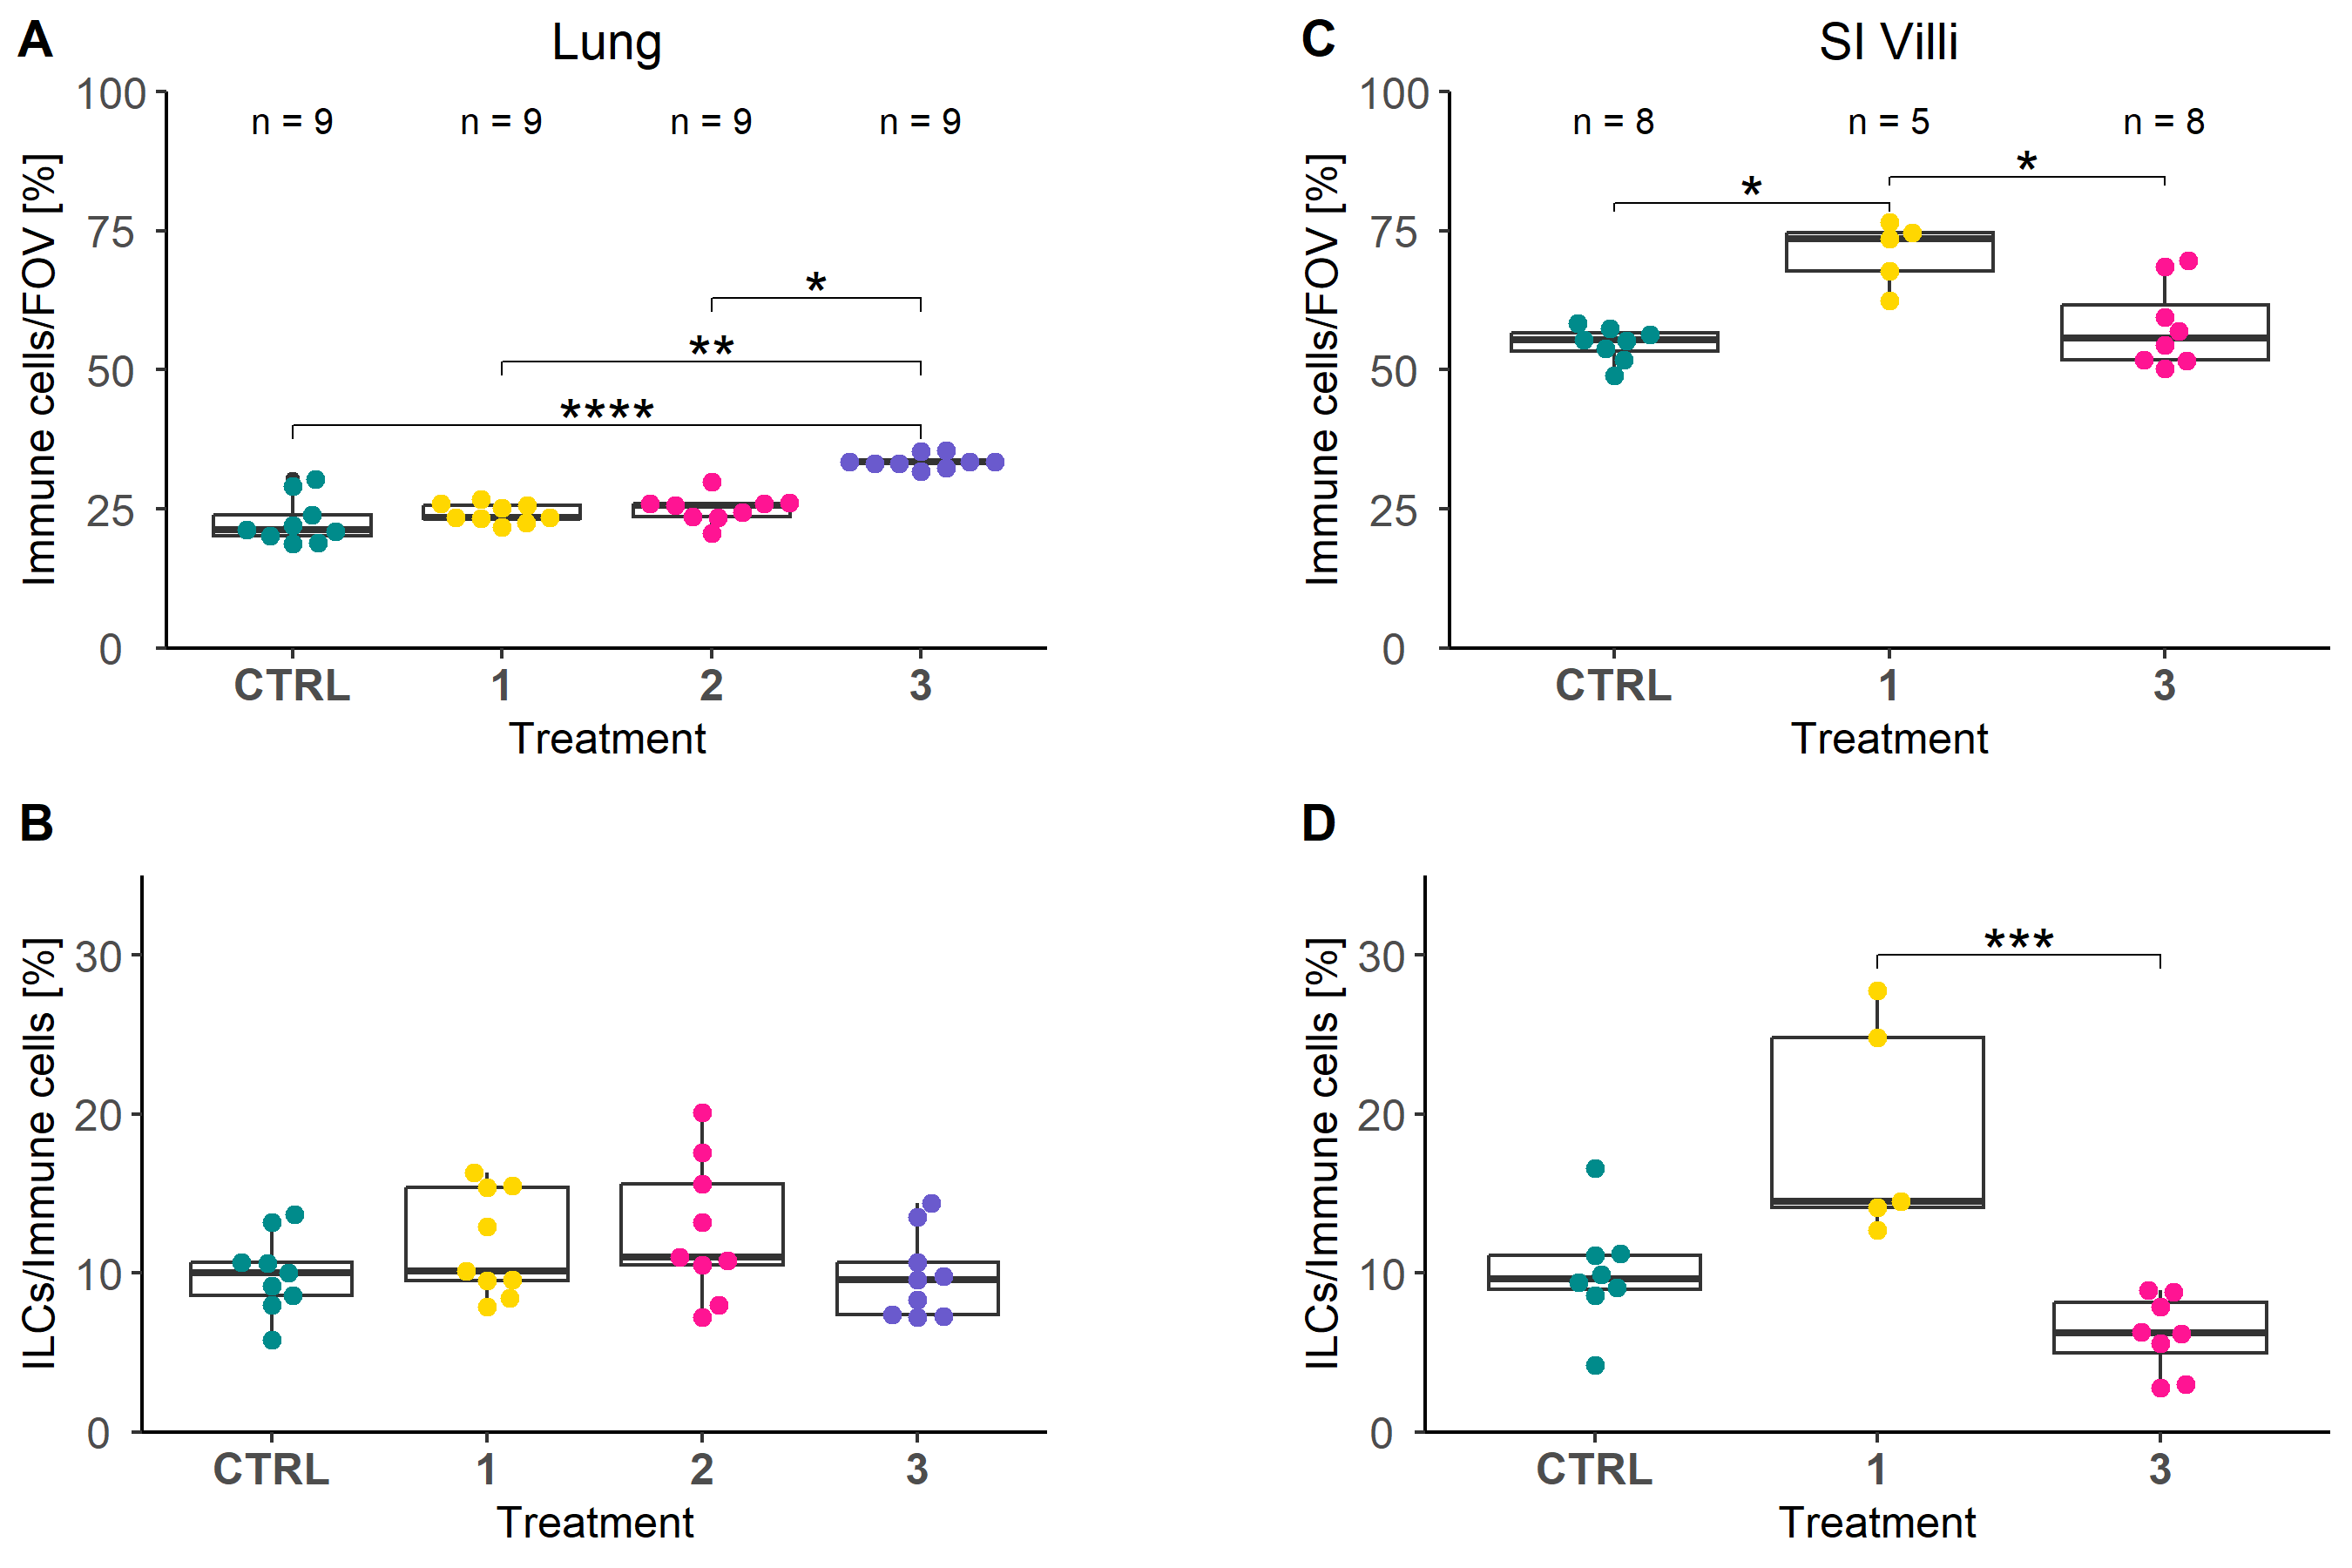 A
Lung
Immune cells/FOV [%]
100
75
50
25
0
n = 9
n = 9
n = 9
n = 9
*
**
****
CTRL
1
2
3
Treatment
B
ILCs/Immune cells [%]
30
20
10
0
CTRL
1
2
3
Treatment
C
SI Villi
Immune cells/FOV [%]
100
75
50
25
0
n = 8
n = 5
n = 8
*
*
CTRL
1
3
Treatment
D
ILCs/Immune cells [%]
30
20
10
0
***
CTRL
1
3
Treatment